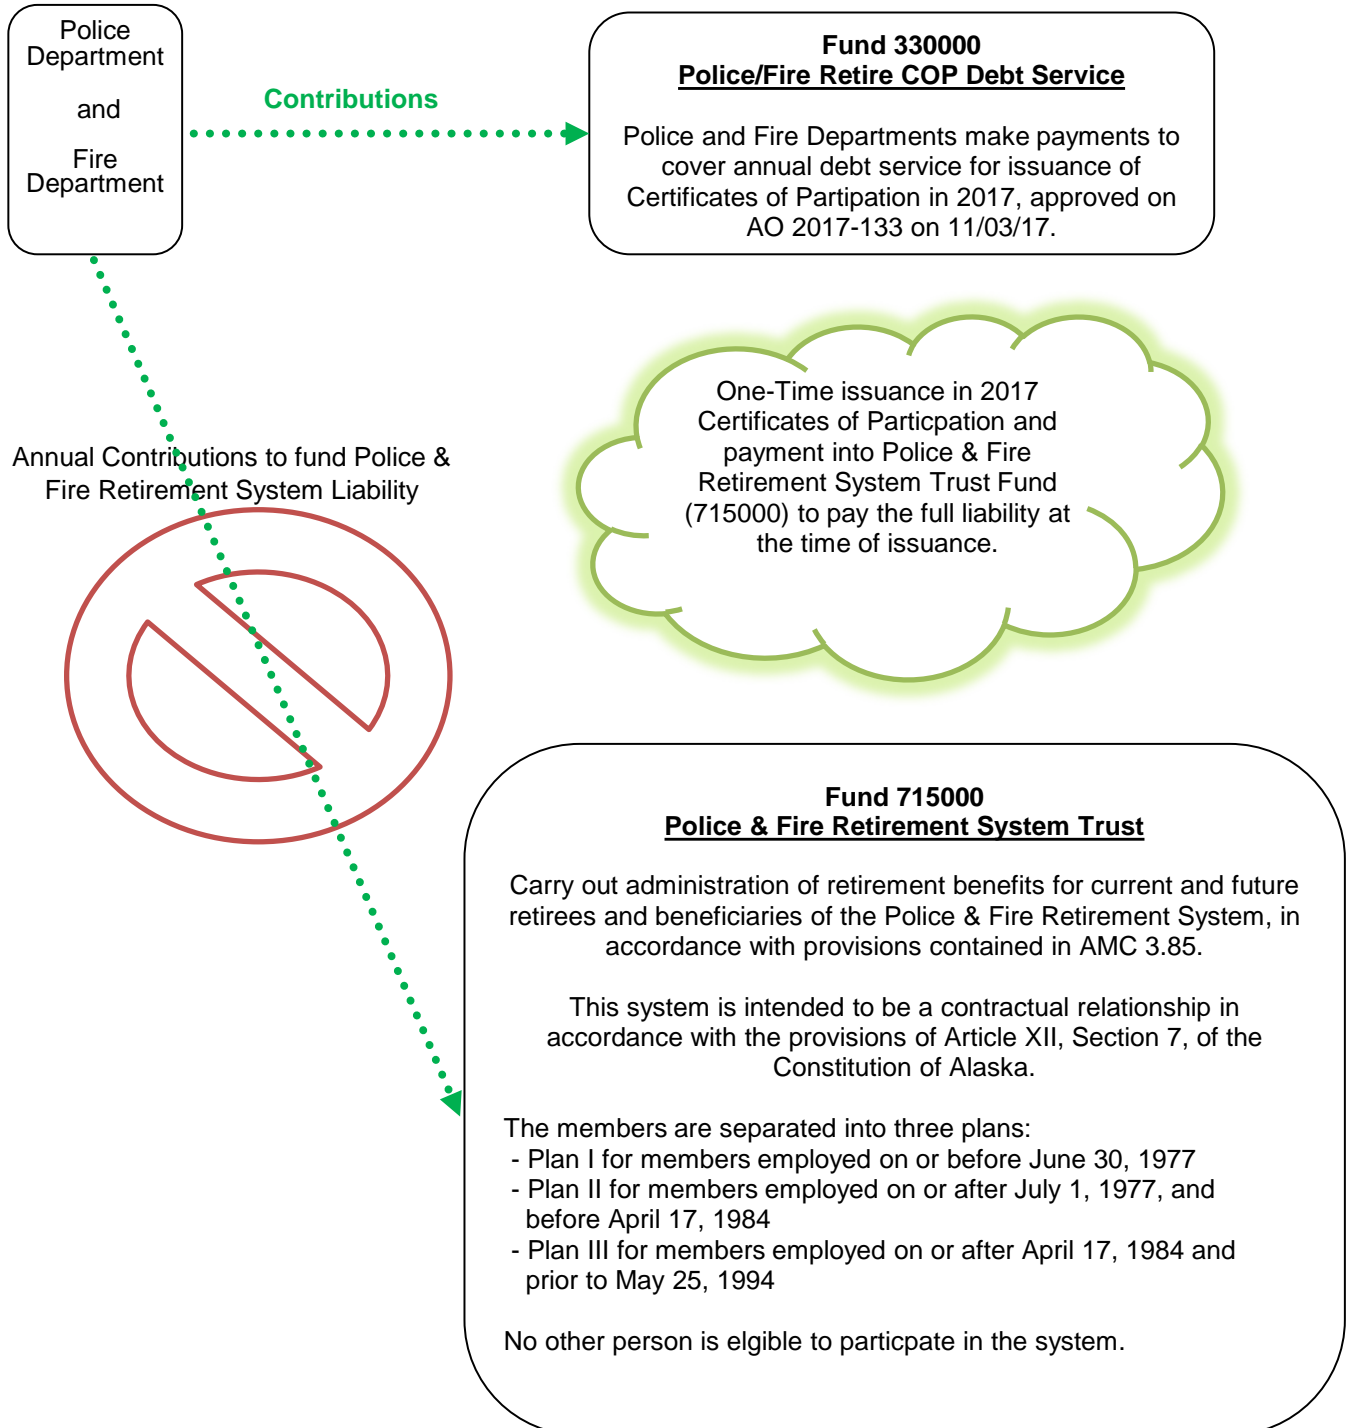 Police
Department
and
Fire
Department
Contributions
Fund 330000
Police/Fire Retire COP Debt Service
Police and Fire Departments make payments to
cover annual debt service for issuance of
Certificates of Partipation in 2017, approved on
AO 2017-133 on 11/03/17.
One-Time issuance in 2017
Certificates of Particpation and
payment into Police & Fire
Retirement System Trust Fund
(715000) to pay the full liability at
the time of issuance.
Annual Contributions to fund Police &
Fire Retirement System Liability
Fund 715000
Police & Fire Retirement System Trust
Carry out administration of retirement benefits for current and future
retirees and beneficiaries of the Police & Fire Retirement System, in
accordance with provisions contained in AMC 3.85.
This system is intended to be a contractual relationship in
accordance with the provisions of Article XII, Section 7, of the
Constitution of Alaska.
The members are separated into three plans:
- Plan I for members employed on or before June 30, 1977
- Plan II for members employed on or after July 1, 1977, and
before April 17, 1984
- Plan III for members employed on or after April 17, 1984 and
prior to May 25, 1994
No other person is elgible to particpate in the system.